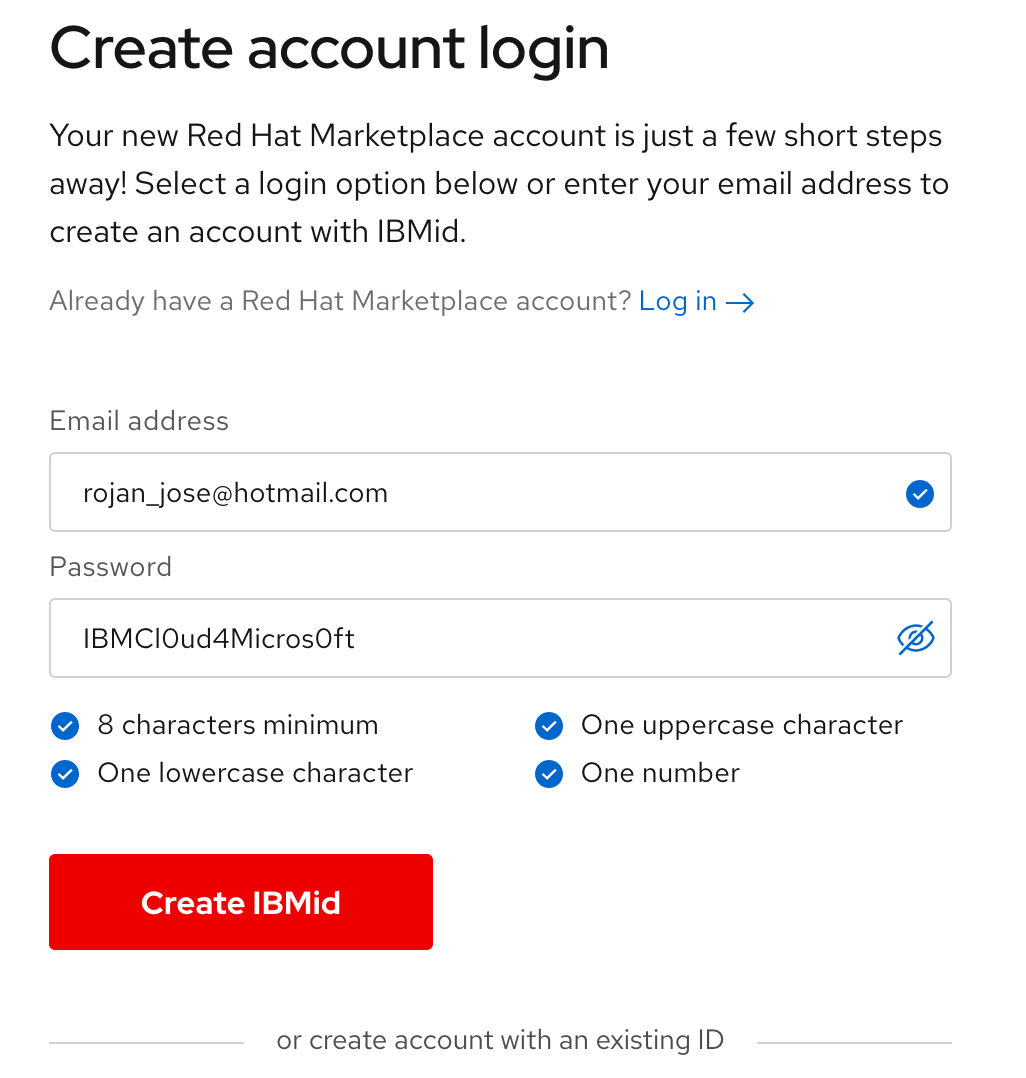 Create account login
Your new Red Hat Marketplace account is just a few short steps
away! Select a login option below or enter your email address to
create an account with IBMid.
Already have a Red Hat Marketplace account? Log in →
Email address
rojan_jose@hotmail.com
Password
IBMCl0ud4Micros0ft
8 characters minimum
One uppercase character
One lowercase character
One number
Create IBMid
or create account with an existing ID